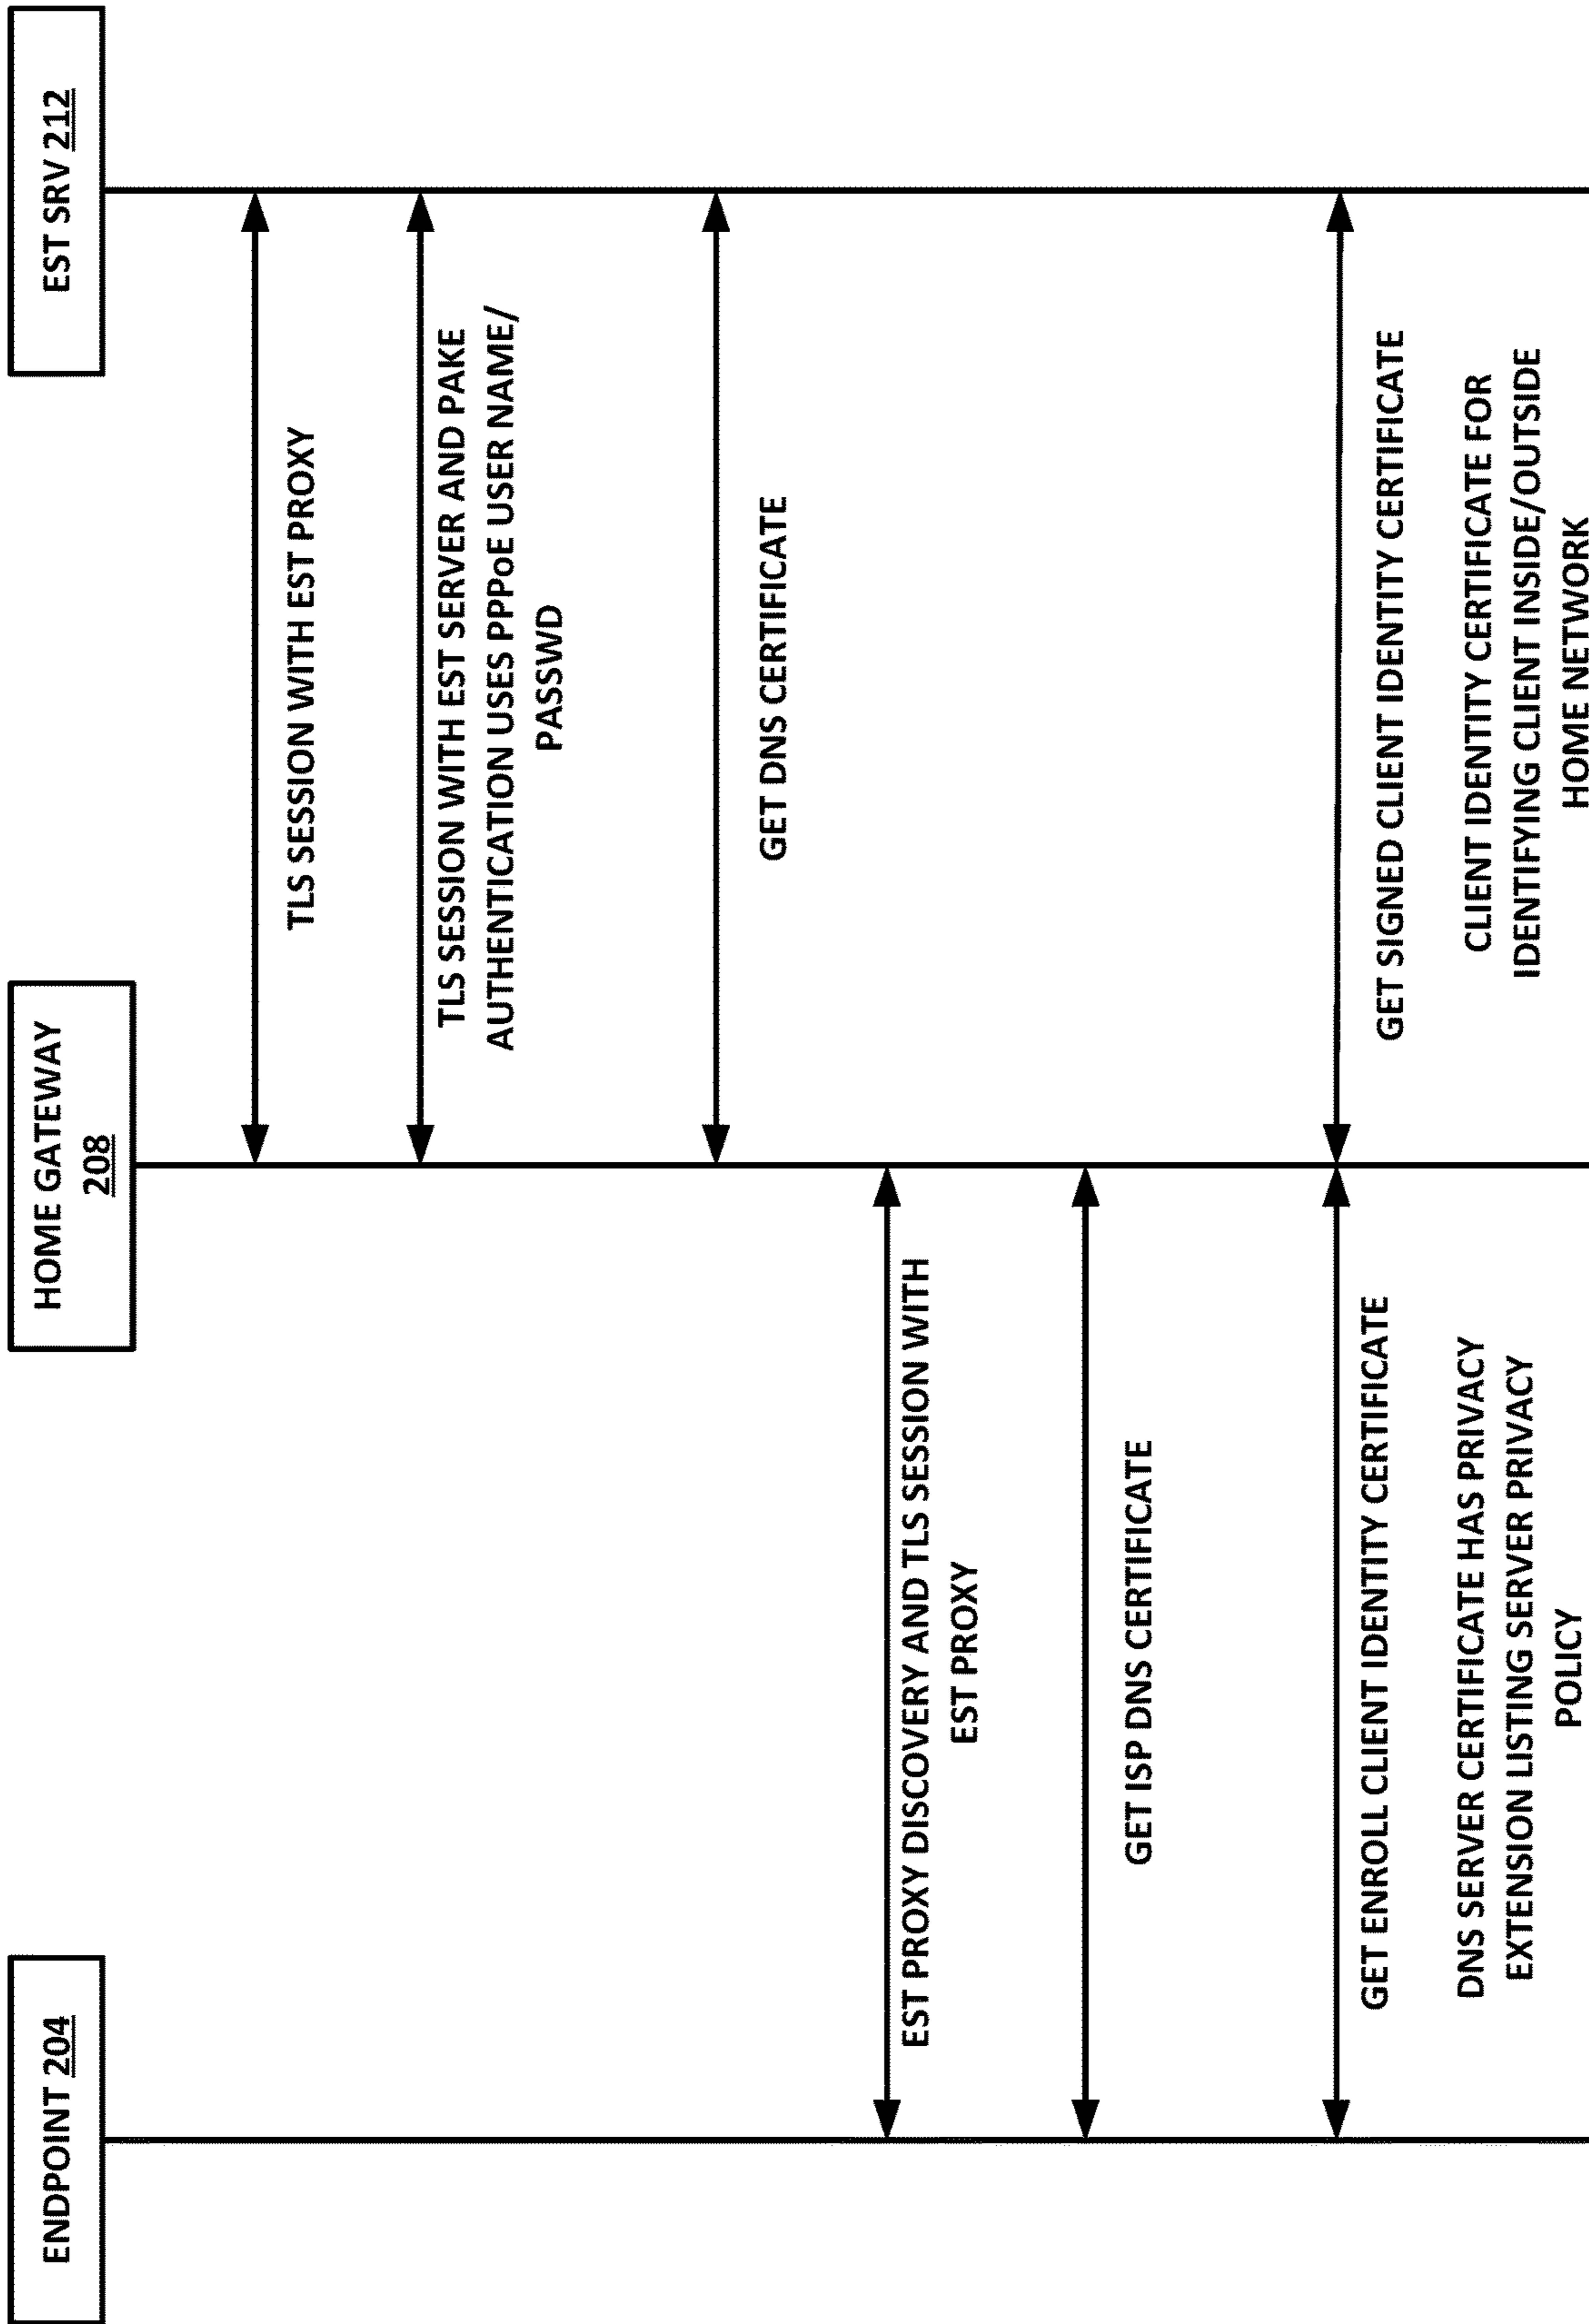 ENDPOINT 204
HOME GATEWAY
208
EST SRV 212
TLS SESSION WITH EST PROXY
TLS SESSION WITH EST SERVER AND PAKE
AUTHENTICATION USES PPPoE USER NAME/
PASSWD
GET DNS CERTIFICATE
EST PROXY DISCOVERY AND TLS SESSION WITH
EST PROXY
GET ISP DNS CERTIFICATE
GET ENROLL CLIENT IDENTITY CERTIFICATE
DNS SERVER CERTIFICATE HAS PRIVACY
EXTENSION LISTING SERVER PRIVACY
POLICY
GET SIGNED CLIENT IDENTITY CERTIFICATE
CLIENT IDENTITY CERTIFICATE FOR
IDENTIFYING CLIENT INSIDE/OUTSIDE
HOME NETWORK